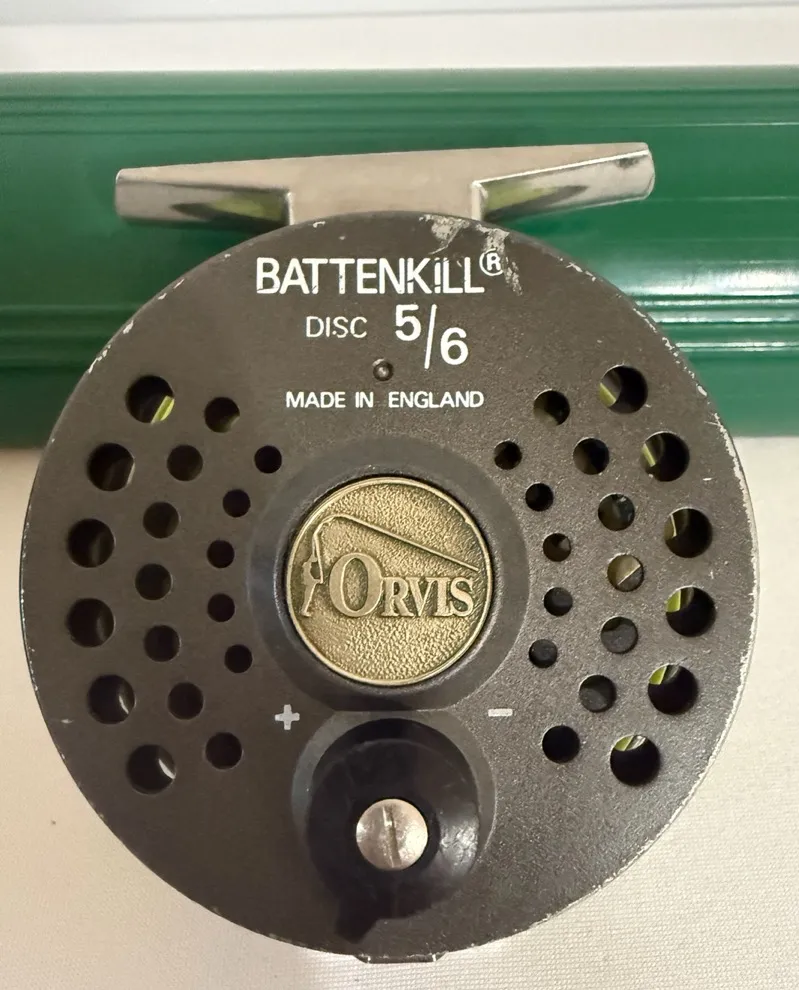 BATTENKILL®
DISC 5/6
MADE IN ENGLAND
ORVIS
+ -